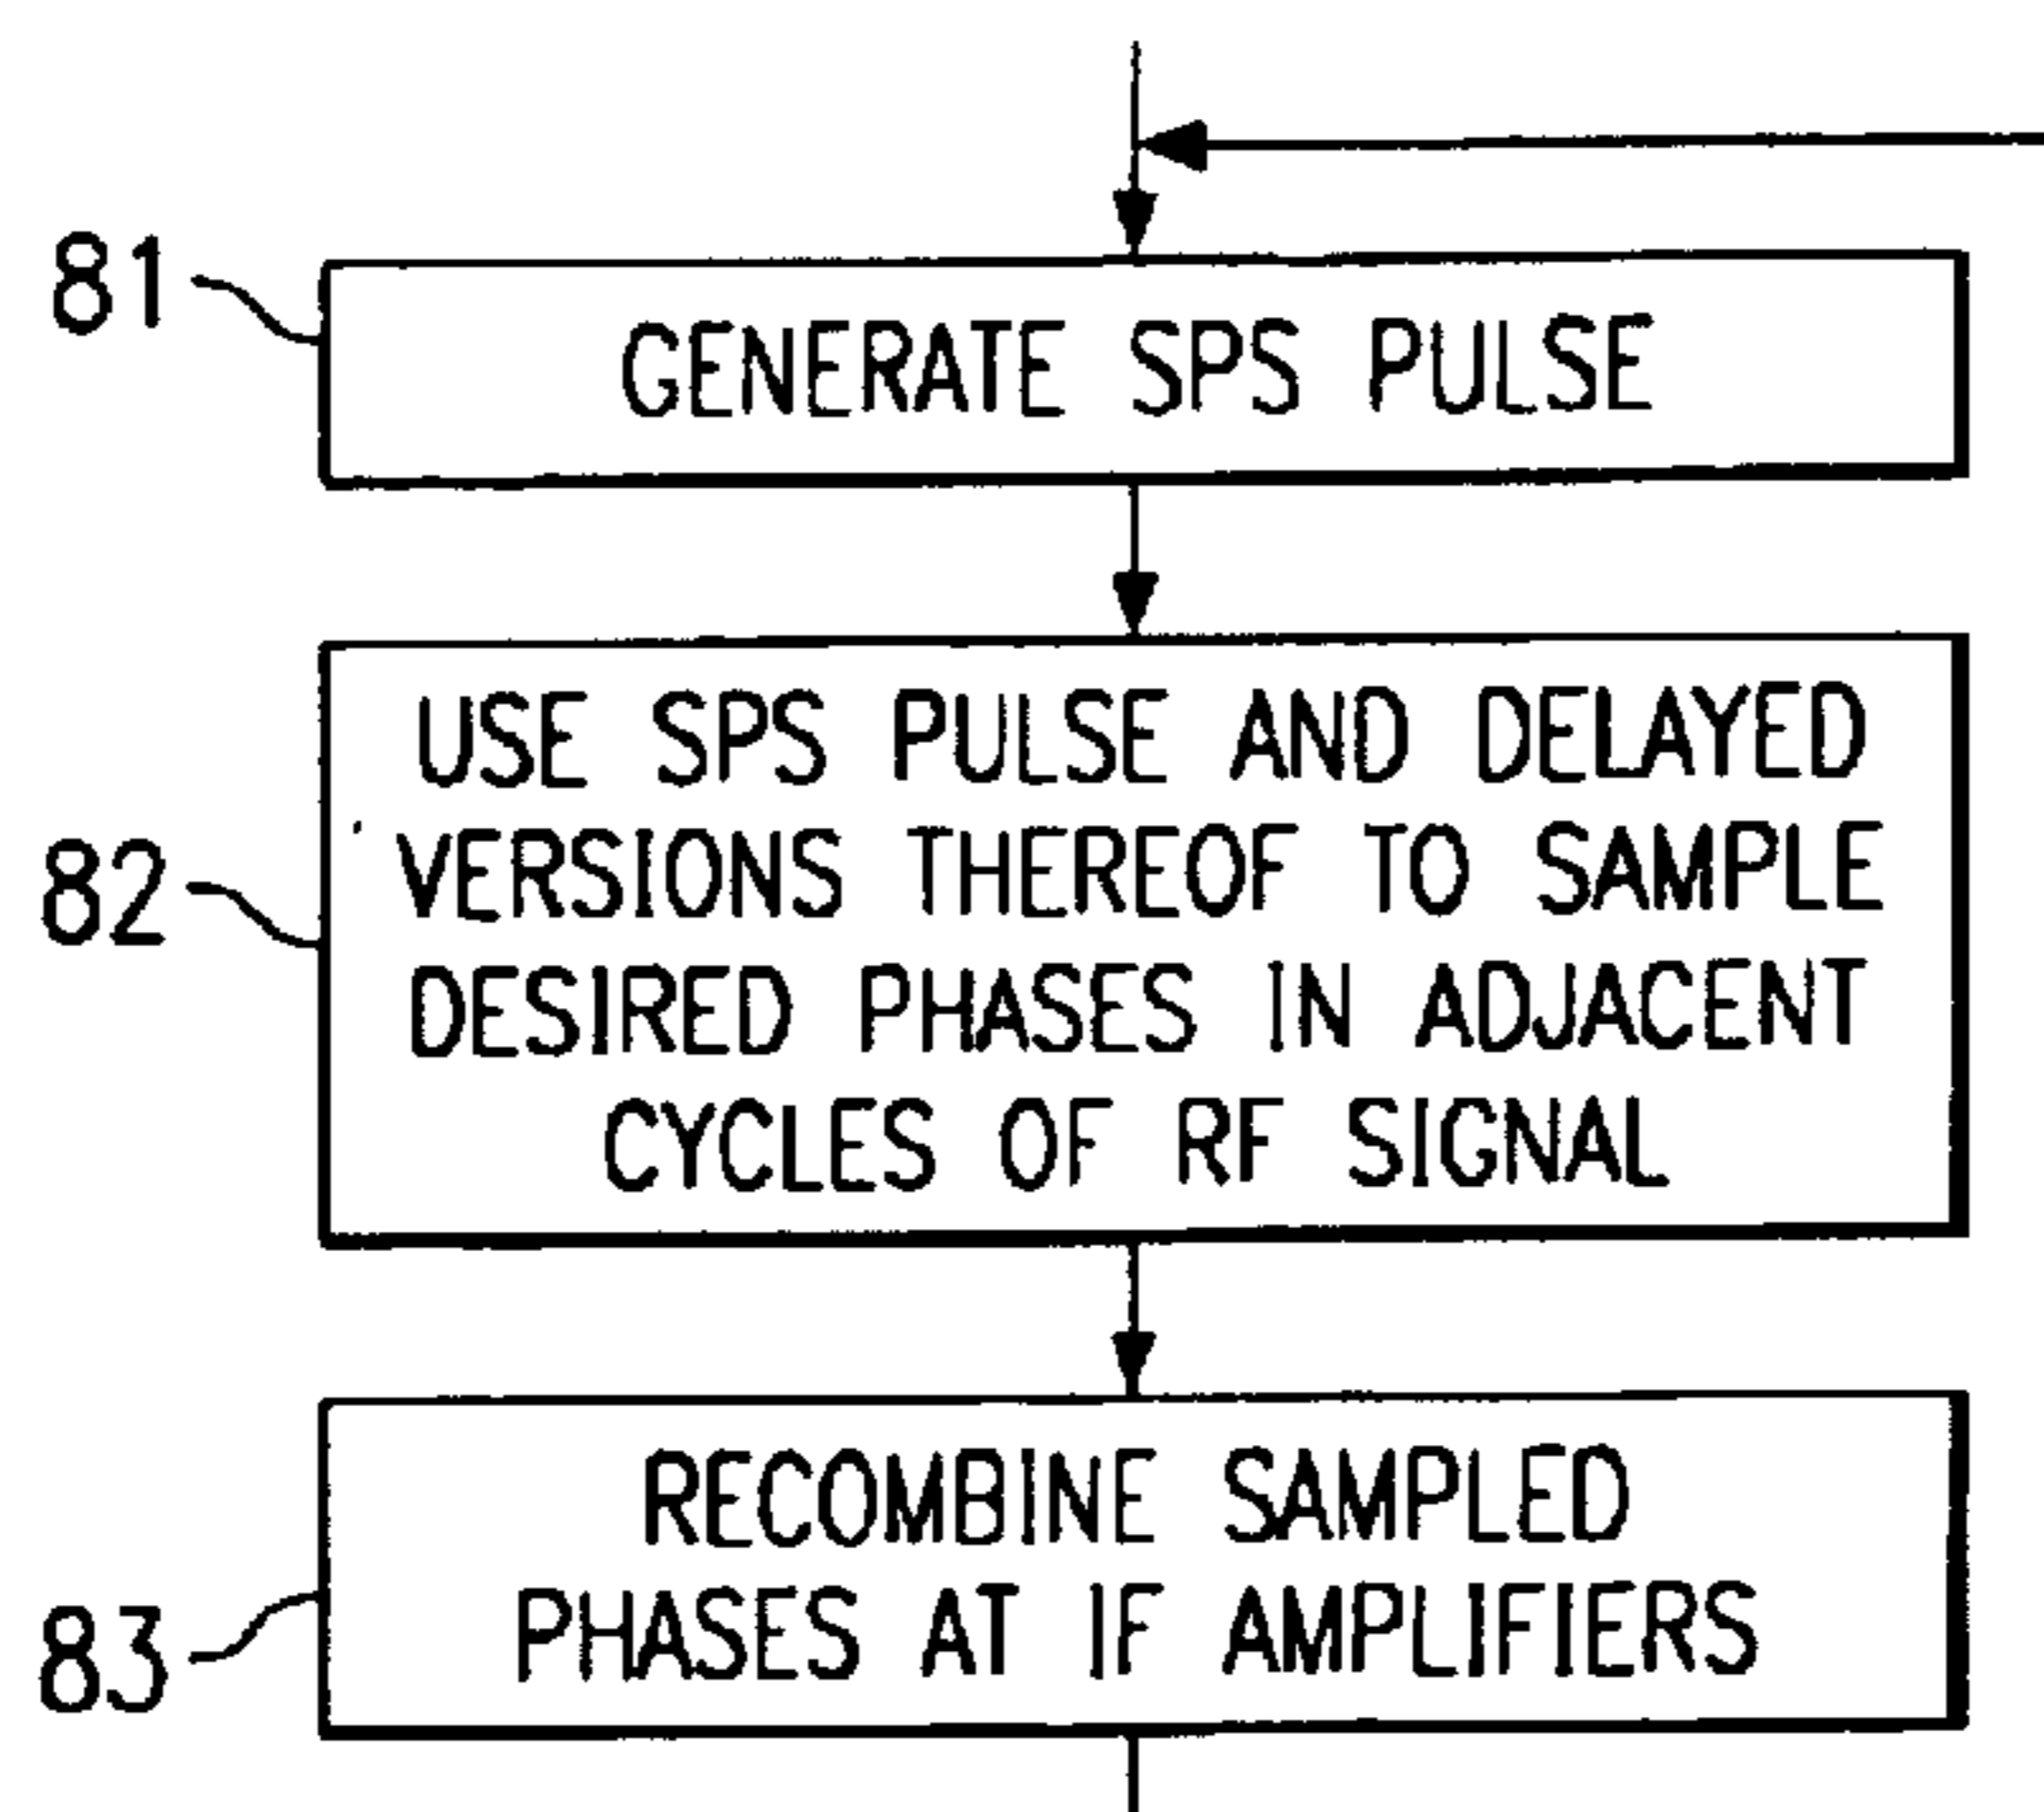 81
GENERATE SPS PULSE
82
USE SPS PULSE AND DELAYED
VERSIONS THEREOF TO SAMPLE
DESIRED PHASES IN ADJACENT
CYCLES OF RF SIGNAL
83
RECOMBINE SAMPLED
PHASES AT IF AMPLIFIERS